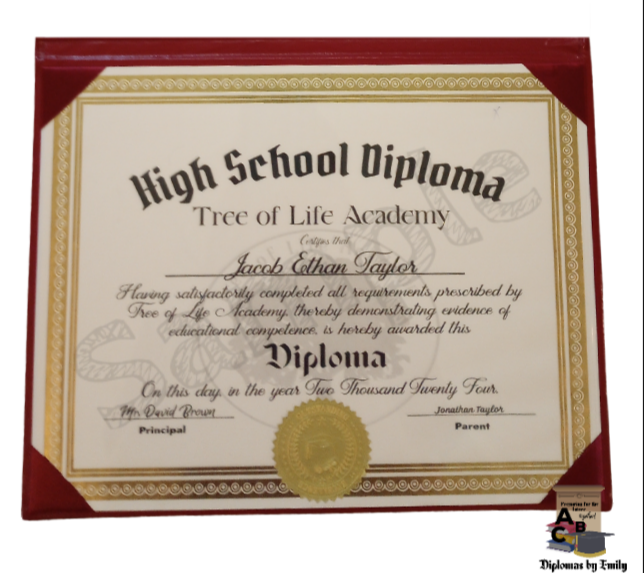 High School Diploma
Tree of Life Academy
Certifies that
Jacob Ethan Taylor
Having satisfactorily completed all requirements prescribed by
Tree of Life Academy, thereby demonstrating evidence of
educational competence, is hereby awarded this
Diploma
On this day, in the year Two Thousand Twenty Four.
Mr. David Brown
Jonathan Taylor
Principal
Parent
Sample
A
B
C
Diplomas by Emily